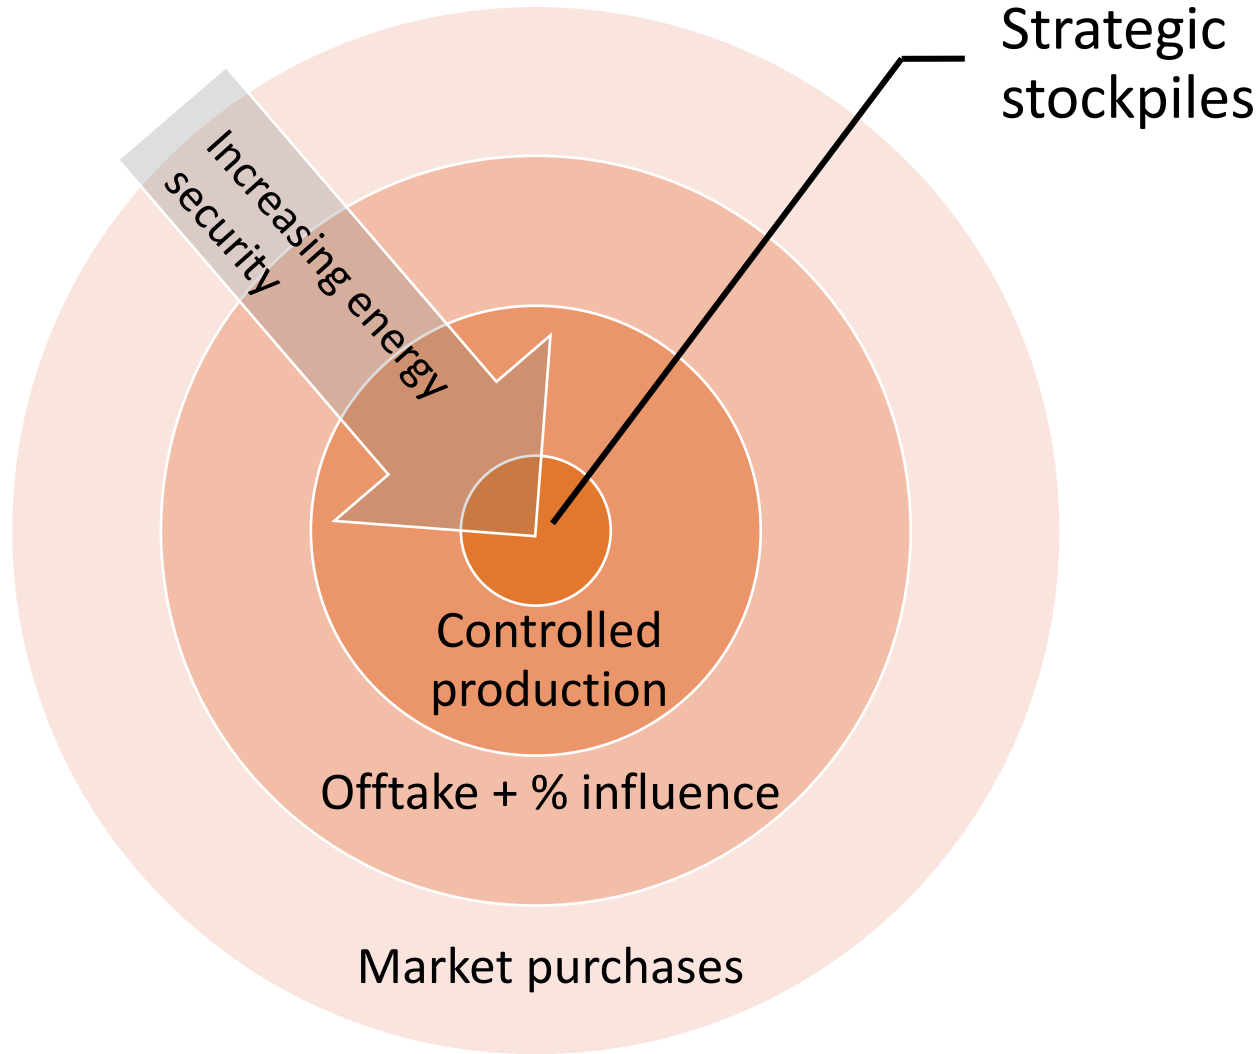 Strategic
stockpiles
Increasing energy
security
Controlled
production
Offtake + % influence
Market purchases